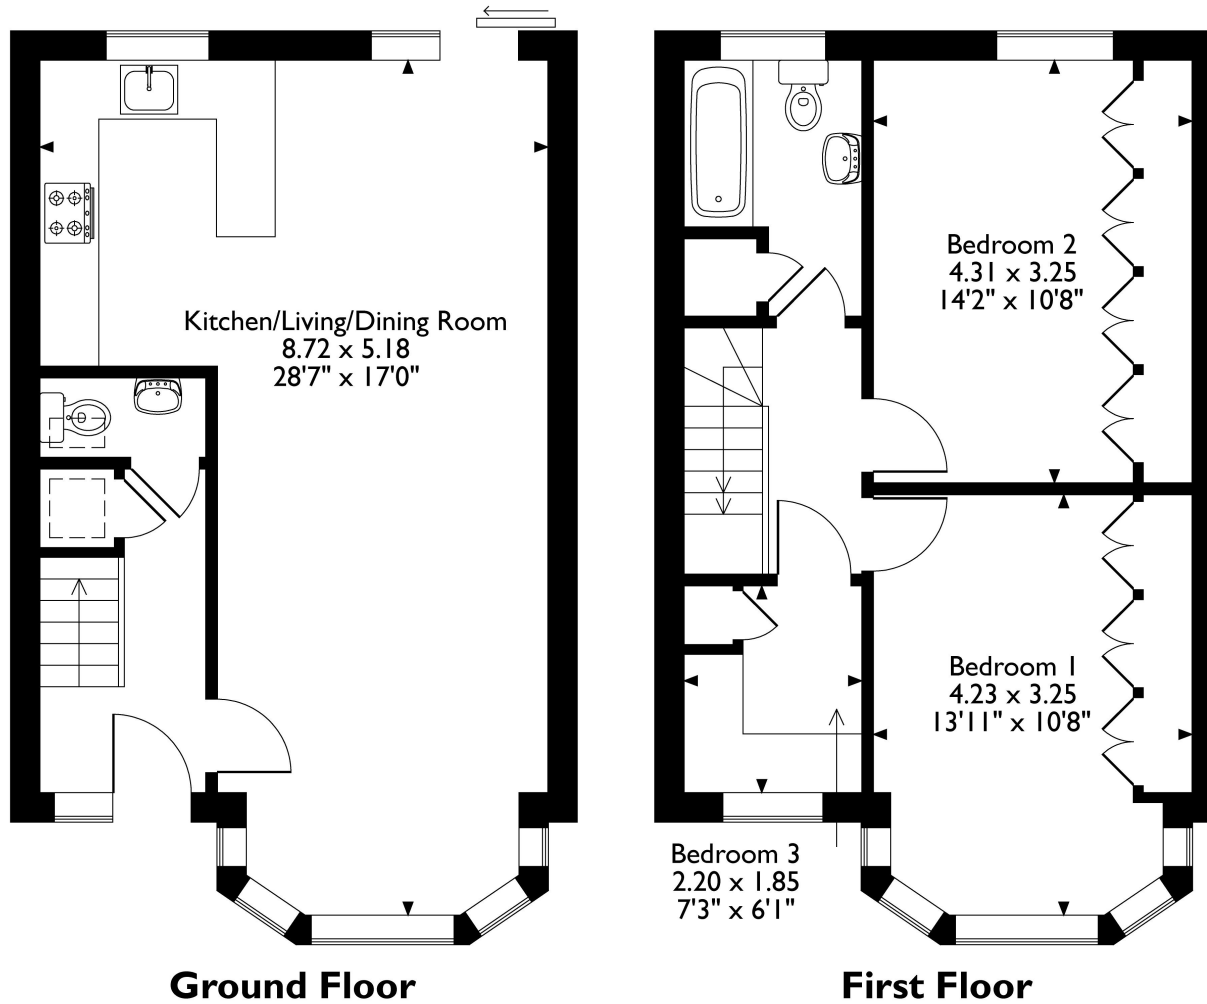 Kitchen/Living/Dining Room
8.72 x 5.18
28'7" x 17'0"
Bedroom 2
4.31 x 3.25
14'2" x 10'8"
Bedroom 1
4.23 x 3.25
13'11" x 10'8"
Bedroom 3
2.20 x 1.85
7'3" x 6'1"
Ground Floor
First Floor